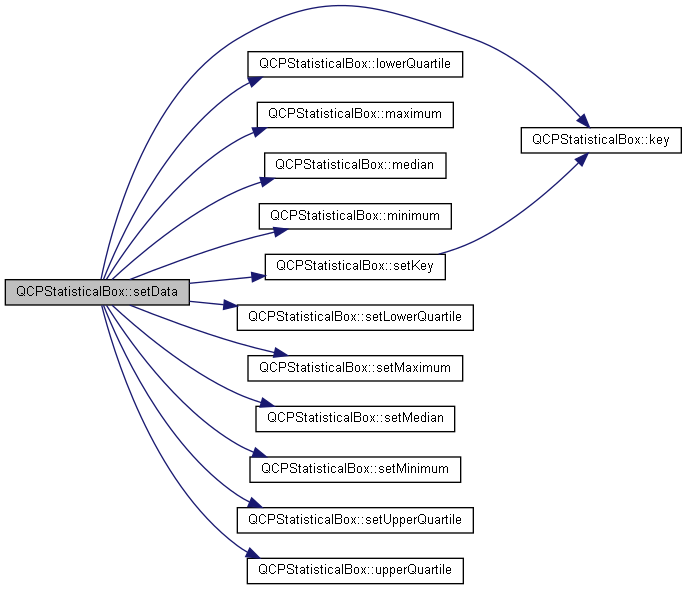 QCPStatisticalBox::lowerQuartile
QCPStatisticalBox::maximum
QCPStatisticalBox::key
QCPStatisticalBox::median
QCPStatisticalBox::minimum
QCPStatisticalBox::setKey
QCPStatisticalBox::setData
QCPStatisticalBox::setLowerQuartile
QCPStatisticalBox::setMaximum
QCPStatisticalBox::setMedian
QCPStatisticalBox::setMinimum
QCPStatisticalBox::setUpperQuartile
QCPStatisticalBox::upperQuartile